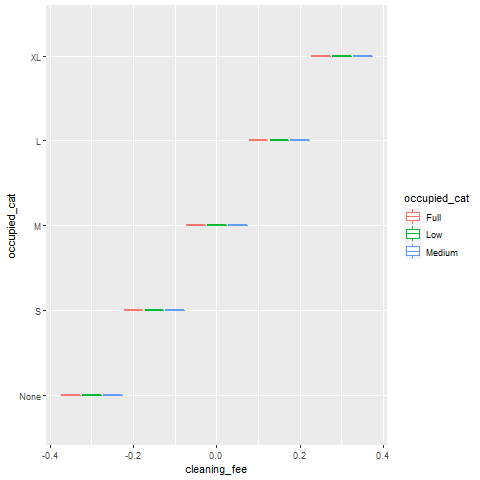 XL
L
M
S
None
-0.4
-0.2
0.0
0.2
0.4
cleaning_fee
occupied_cat
occupied_cat
Full
Low
Medium